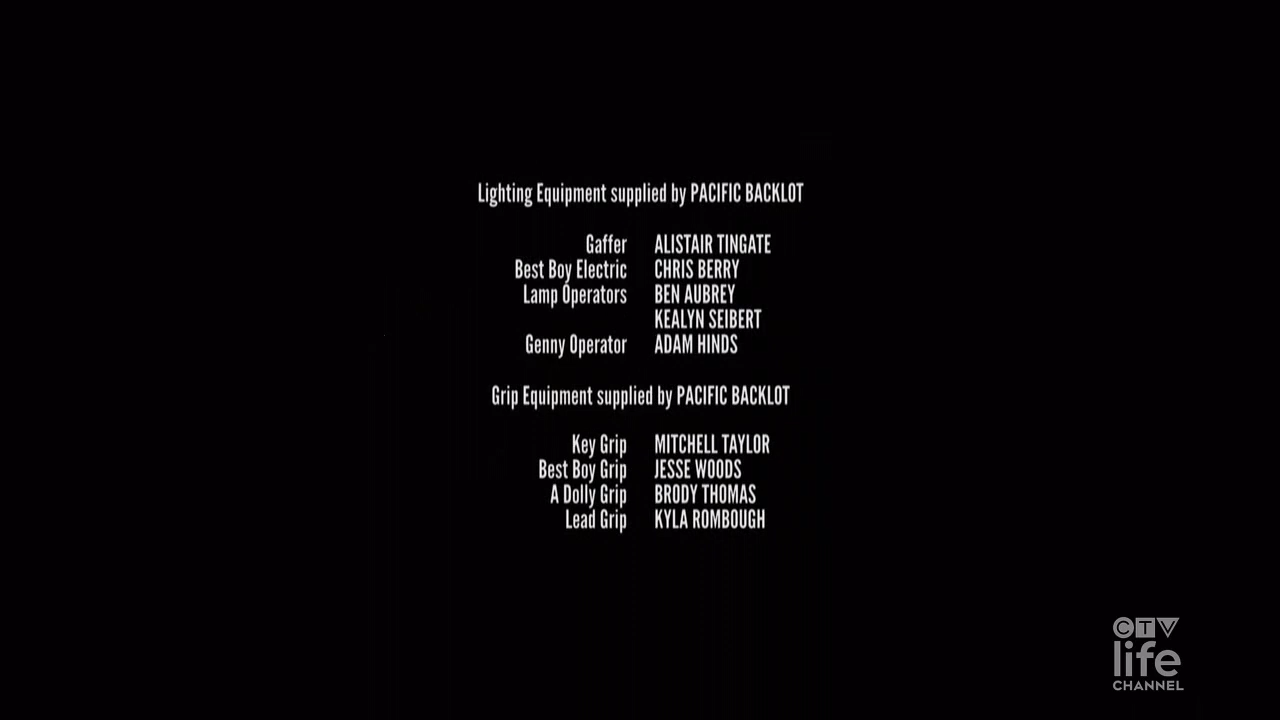 Lighting Equipment supplied by PACIFIC BACKLOT
Gaffer ALISTAIR TINGATE
Best Boy Electric CHRIS BERRY
Lamp Operators BEN AUBREY
KEALYN SEIBERT
Genny Operator ADAM HINDS
Grip Equipment supplied by PACIFIC BACKLOT
Key Grip MITCHELL TAYLOR
Best Boy Grip JESSE WOODS
A Dolly Grip BRODY THOMAS
Lead Grip KYLA ROMBOUGH
CTV
life
CHANNEL